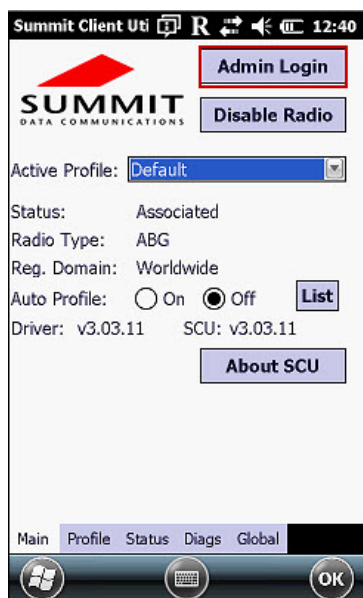 Summit Client Uti R 12:40
Admin Login
SUMMIT
DATA COMMUNICATIONS
Disable Radio
Active Profile: Default
Status: Associated
Radio Type: ABG
Reg. Domain: Worldwide
Auto Profile: On Off List
Driver: v3.03.11 SCU: v3.03.11
About SCU
Main Profile Status Diags Global
OK